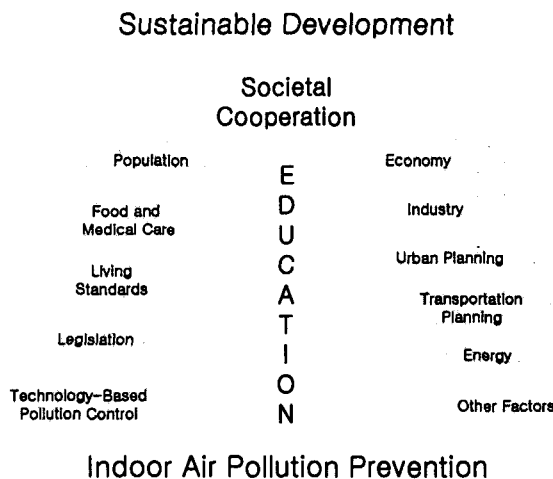 Sustainable Development
Societal
Cooperation
Population
Economy
Food and
Medical Care
Industry
Living
Standards
Urban Planning
Transportation
Planning
Legislation
Energy
Technology-Based
Pollution Control
Other Factors
EDUCATION
Indoor Air Pollution Prevention